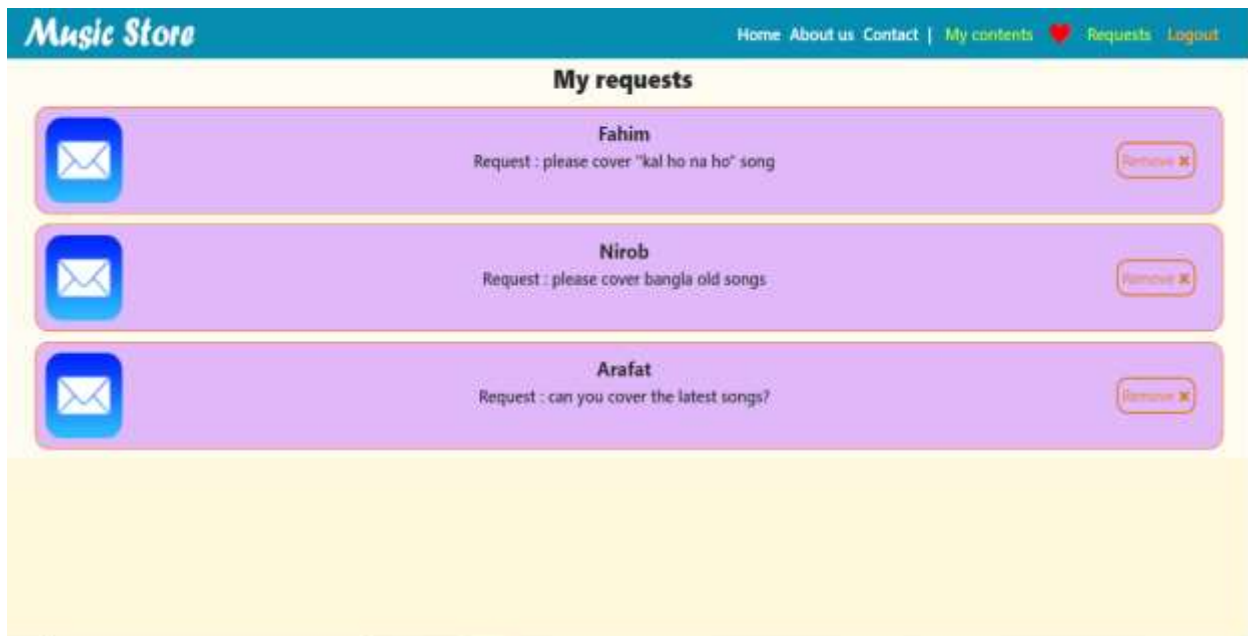 Music Store
Home About us Contact | My contents Requests Logout
My requests
Fahim
Request : please cover "kal ho na ho" song
Remove ✖
Nirob
Request : please cover bangla old songs
Remove ✖
Arafat
Request : can you cover the latest songs?
Remove ✖